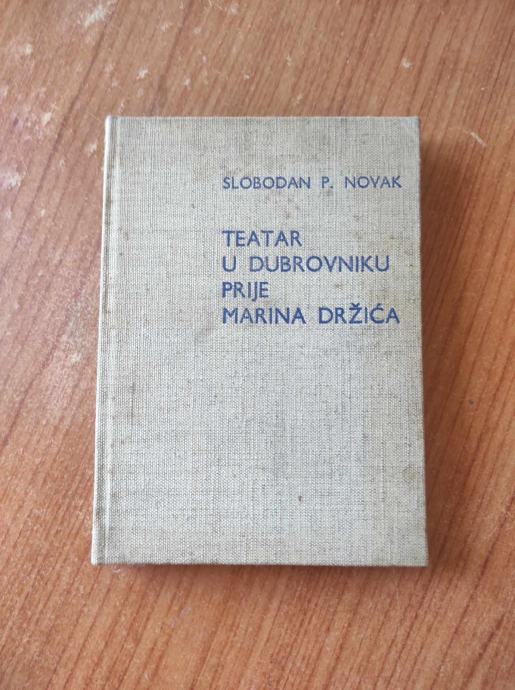 SLOBODAN P. NOVAK
TEATAR
U DUBROVNIKU
PRIJE
MARINA DRŽIĆA